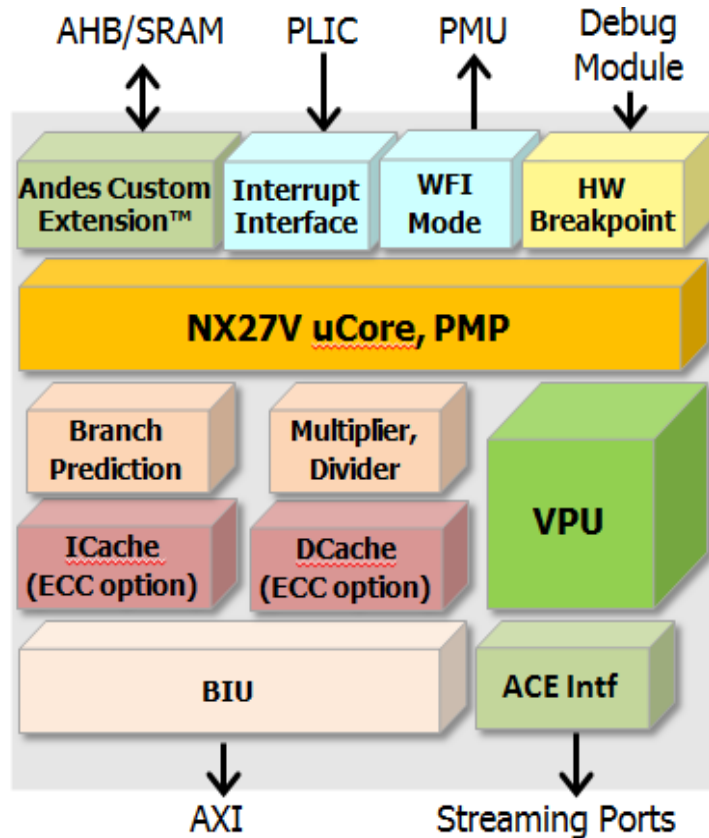 AHB/SRAM
PLIC
PMU
Debug
Module
Andes Custom
Extension™
Interrupt
Interface
WFI
Mode
HW
Breakpoint
NX27V uCore, PMP
Branch
Prediction
Multiplier,
Divider
VPU
ICache
(ECC option)
DCache
(ECC option)
BIU
ACE Intf
AXI
Streaming Ports